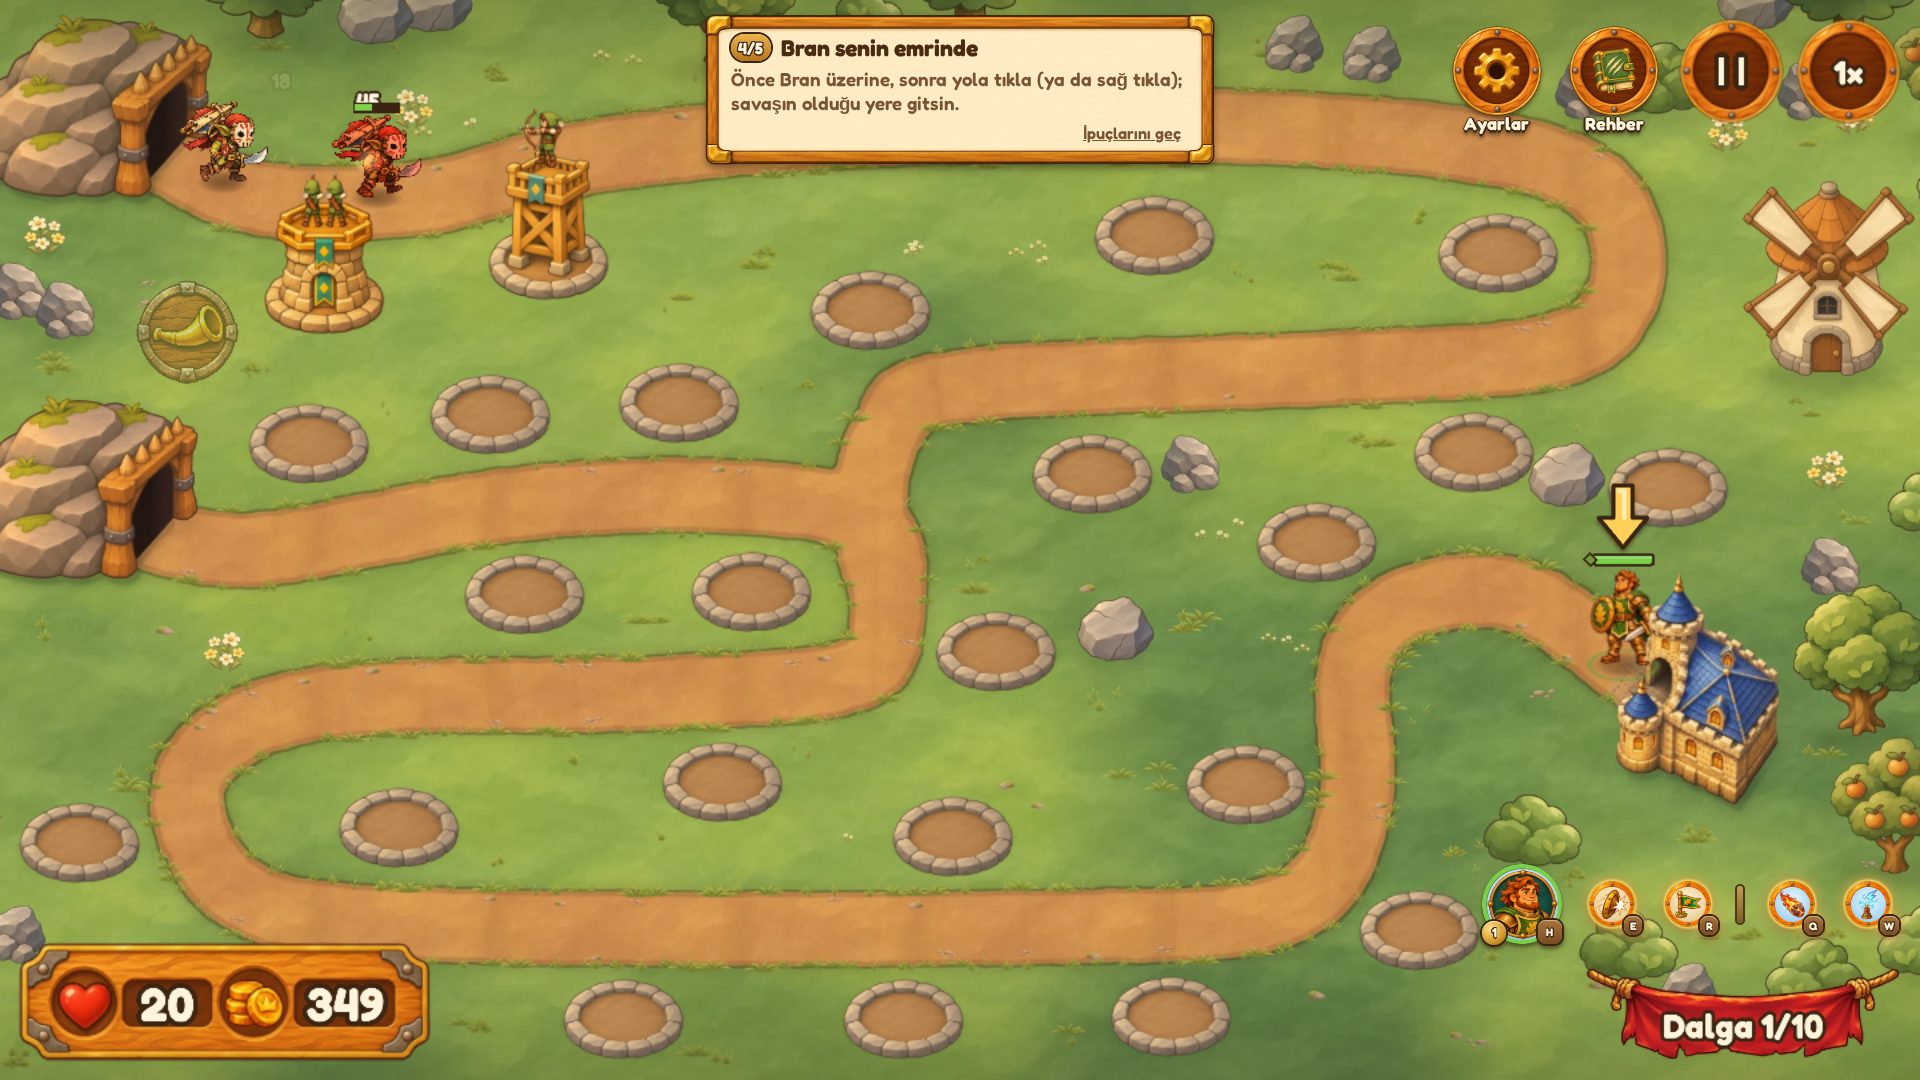 4/5 Bran senin emrinde
Önce Bran üzerine, sonra yola tıkla (ya da sağ tıkla);
savaşın olduğu yere gitsin.
İpuçlarını geç
Ayarlar
Rehber
1x
18
1
H
E
R
Q
W
20
349
Dalga 1/10